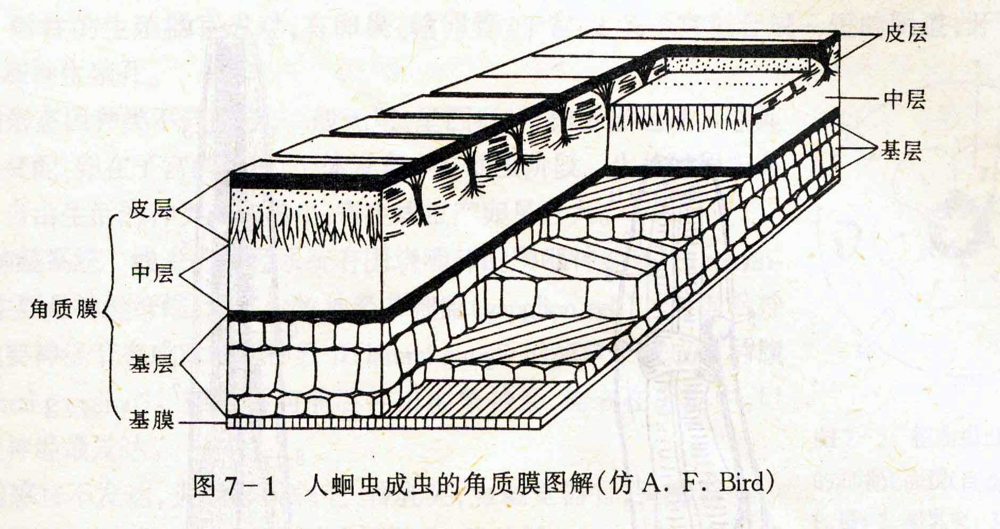 皮层
中层
基层
皮层
中层
角质膜
基层
基膜
图 7-1 人蛔虫成虫的角质膜图解(仿 A. F. Bird)